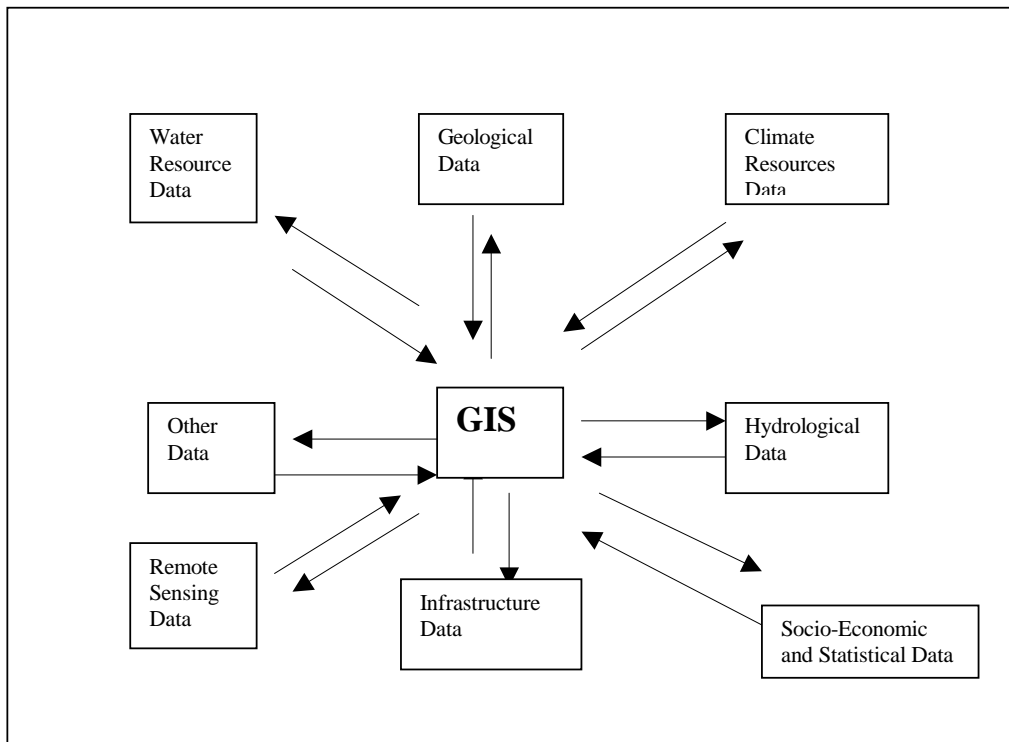 Water
Resource
Data
Geological
Data
Climate
Resources
Data
Other
Data
GIS
Hydrological
Data
Remote
Sensing
Data
Infrastructure
Data
Socio-Economic
and Statistical Data